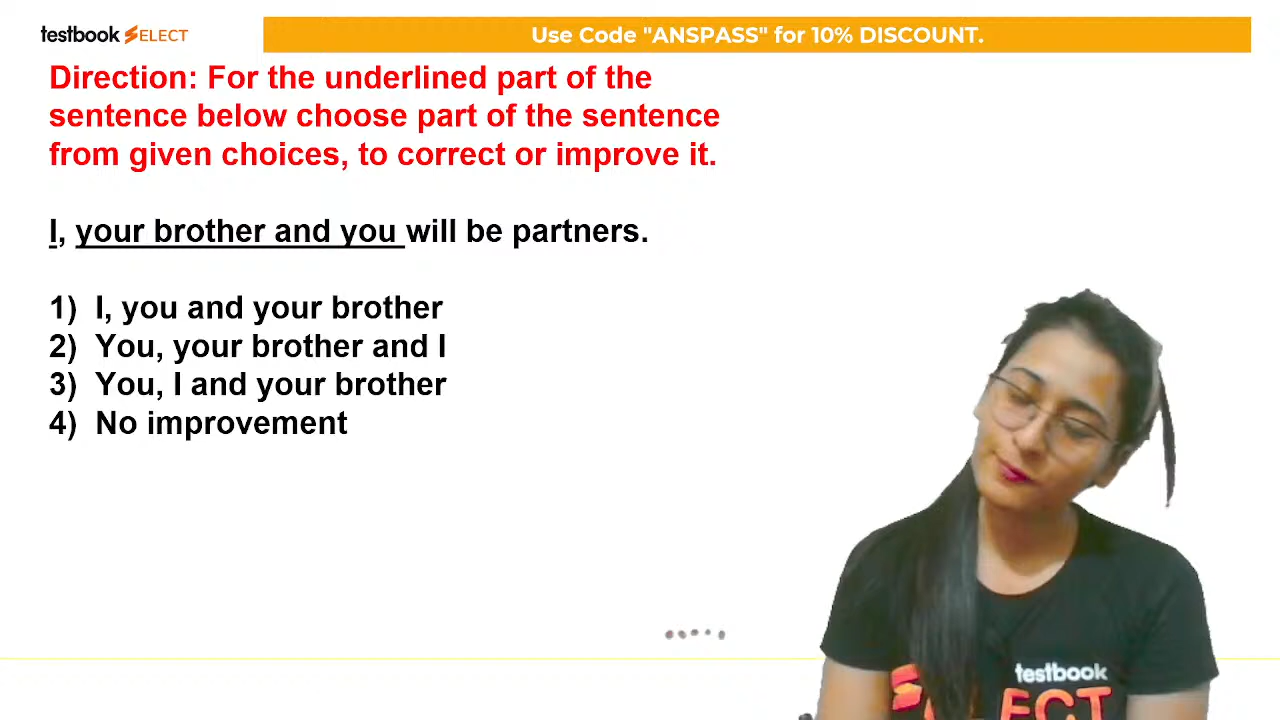 testbook SELECT
Use Code "ANSPASS" for 10% DISCOUNT.
Direction: For the underlined part of the
sentence below choose part of the sentence
from given choices, to correct or improve it.
I, your brother and you will be partners.
1) I, you and your brother
2) You, your brother and I
3) You, I and your brother
4) No improvement
testbook
SELECT